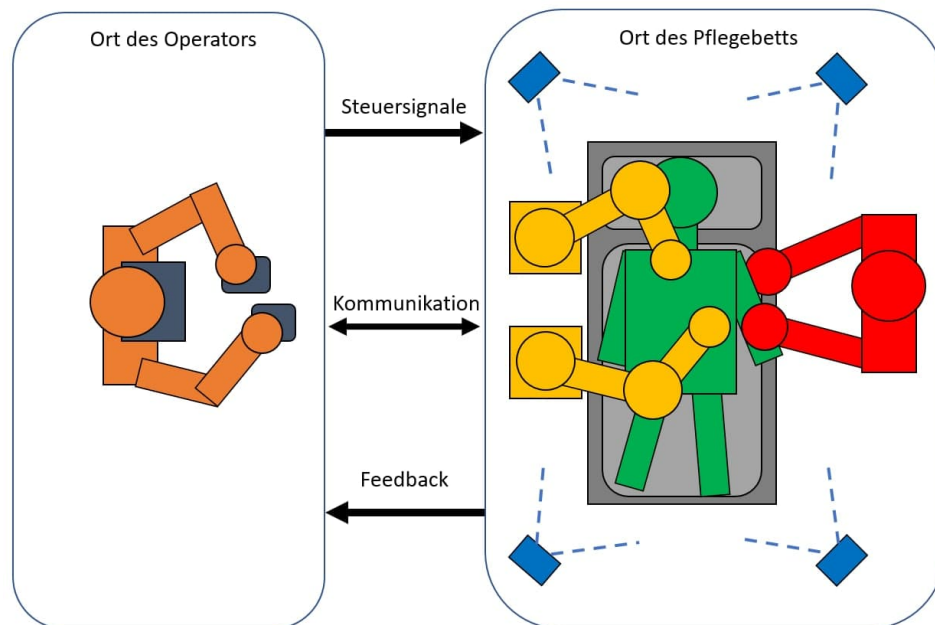 Ort des Operators
Ort des Pflegebetts
Steuersignale
Kommunikation
Feedback